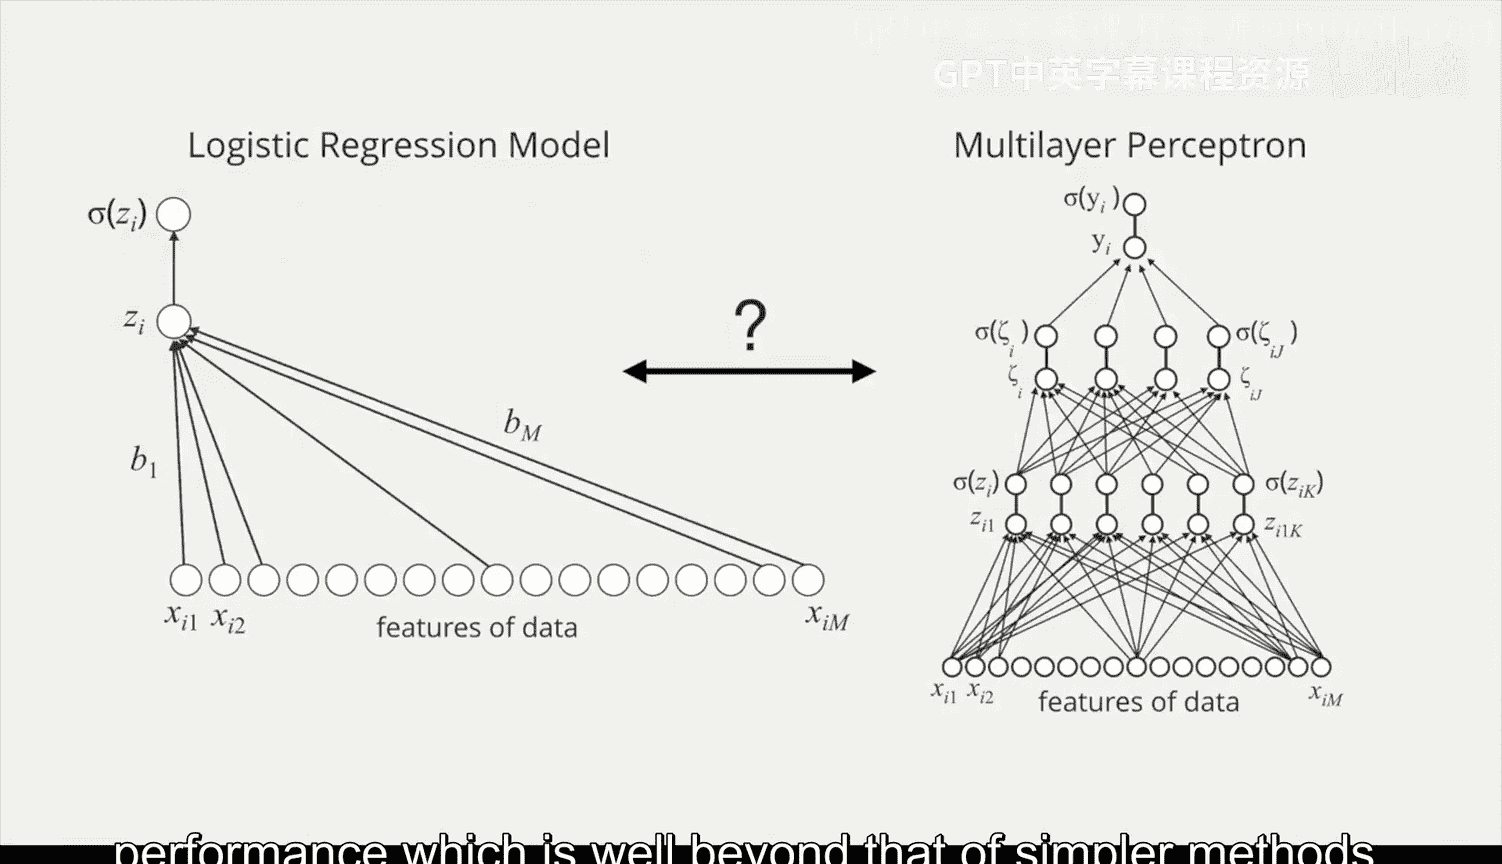 GPT中英字幕课程资源
Logistic Regression Model
Multilayer Perceptron
σ(z_i)
z_i
b_1
b_M
x_i1 x_i2
x_iM
features of data
?
σ(y_i)
y_i
σ(ζ_i)
σ(ζ_iJ)
ζ_i
ζ_iJ
σ(z_i)
σ(z_iK)
z_i1
z_i1K
x_i1 x_i2
x_iM
features of data
performance which is well beyond that of simpler methods